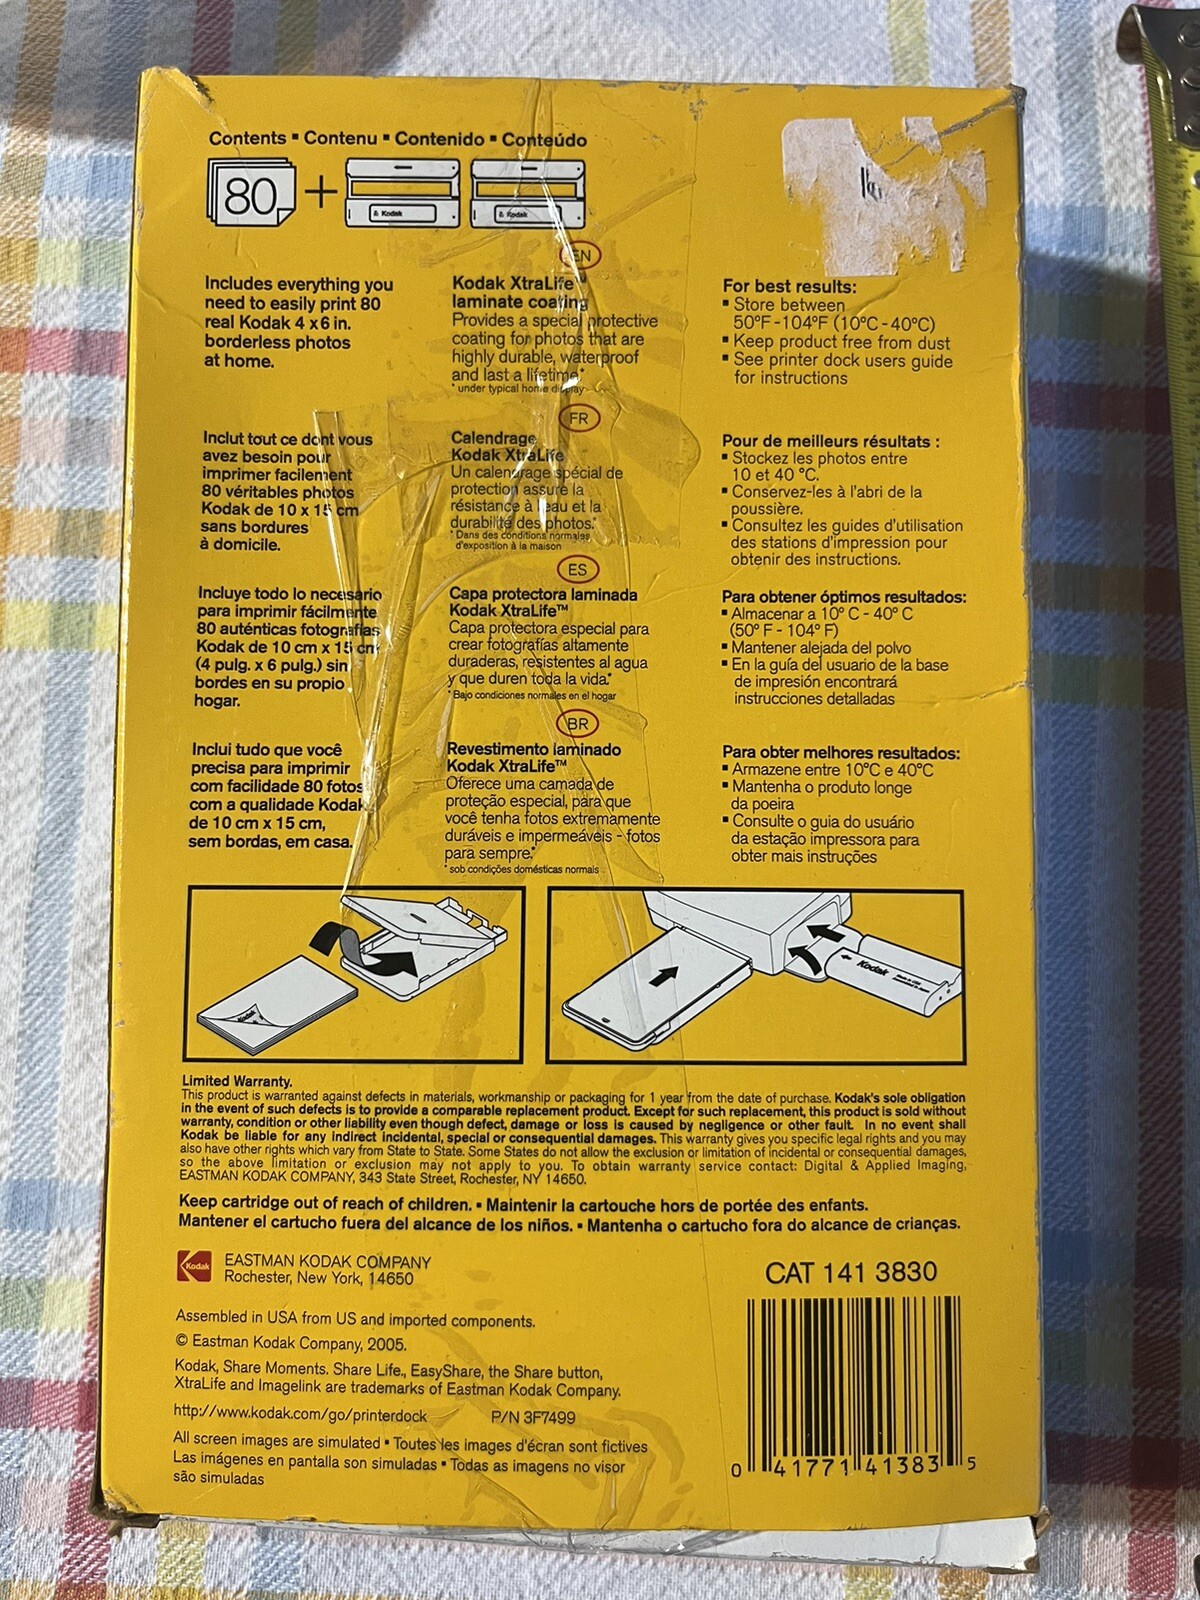 Contents ▪ Contenu ▪ Contenido ▪ Conteúdo
80 + Kodak Kodak
EN
Includes everything you
need to easily print 80
real Kodak 4 x 6 in.
borderless photos
at home.
Kodak XtraLife™
laminate coating
Provides a special protective
coating for photos that are
highly durable, waterproof
and last a lifetime.*
* under typical home display
For best results:
▪ Store between
50°F - 104°F (10°C - 40°C)
▪ Keep product free from dust
▪ See printer dock users guide
for instructions
FR
Inclut tout ce dont vous
avez besoin pour
imprimer facilement
80 véritables photos
Kodak de 10 x 15 cm
sans bordures
à domicile.
Calendrage
Kodak XtraLife
Un calendrage spécial de
protection assure la
résistance à l'eau et la
durabilité des photos.*
* Dans des conditions normales
d'exposition à la maison
Pour de meilleurs résultats :
▪ Stockez les photos entre
10 et 40 °C.
▪ Conservez-les à l'abri de la
poussière.
▪ Consultez les guides d'utilisation
des stations d'impression pour
obtenir des instructions.
ES
Incluye todo lo necesario
para imprimir fácilmente
80 auténticas fotografías
Kodak de 10 cm x 15 cm
(4 pulg. x 6 pulg.) sin
bordes en su propio
hogar.
Capa protectora laminada
Kodak XtraLife™
Capa protectora especial para
crear fotografías altamente
duraderas, resistentes al agua
y que duren toda la vida.*
* Bajo condiciones normales en el hogar
Para obtener óptimos resultados:
▪ Almacenar a 10° C - 40° C
(50° F - 104° F)
▪ Mantener alejada del polvo
▪ En la guía del usuario de la base
de impresión encontrará
instrucciones detalladas
BR
Inclui tudo que você
precisa para imprimir
com facilidade 80 fotos
com a qualidade Kodak
de 10 cm x 15 cm,
sem bordas, em casa.
Revestimento laminado
Kodak XtraLife™
Oferece uma camada de
proteção especial, para que
você tenha fotos extremamente
duráveis e impermeáveis - fotos
para sempre.*
* sob condições domésticas normais
Para obter melhores resultados:
▪ Armazene entre 10°C e 40°C
▪ Mantenha o produto longe
da poeira
▪ Consulte o guia do usuário
da estação impressora para
obter mais instruções
Kodak
Kodak
Limited Warranty.
This product is warranted against defects in materials, workmanship or packaging for 1 year from the date of purchase. Kodak's sole obligation
in the event of such defects is to provide a comparable replacement product. Except for such replacement, this product is sold without
warranty, condition or other liability even though defect, damage or loss is caused by negligence or other fault. In no event shall
Kodak be liable for any indirect incidental, special or consequential damages. This warranty gives you specific legal rights and you may
also have other rights which vary from State to State. Some States do not allow the exclusion or limitation of incidental or consequential damages,
so the above limitation or exclusion may not apply to you. To obtain warranty service contact: Digital & Applied Imaging,
EASTMAN KODAK COMPANY, 343 State Street, Rochester, NY 14650.
Keep cartridge out of reach of children. ▪ Maintenir la cartouche hors de portée des enfants.
Mantener el cartucho fuera del alcance de los niños. ▪ Mantenha o cartucho fora do alcance de crianças.
Kodak
EASTMAN KODAK COMPANY
Rochester, New York, 14650
Assembled in USA from US and imported components.
© Eastman Kodak Company, 2005.
Kodak, Share Moments. Share Life., EasyShare, the Share button,
XtraLife and Imagelink are trademarks of Eastman Kodak Company.
http://www.kodak.com/go/printerdock P/N 3F7499
All screen images are simulated ▪ Toutes les images d'écran sont fictives
Las imágenes en pantalla son simuladas ▪ Todas as imagens no visor
são simuladas
CAT 141 3830
0 41771 41383 5